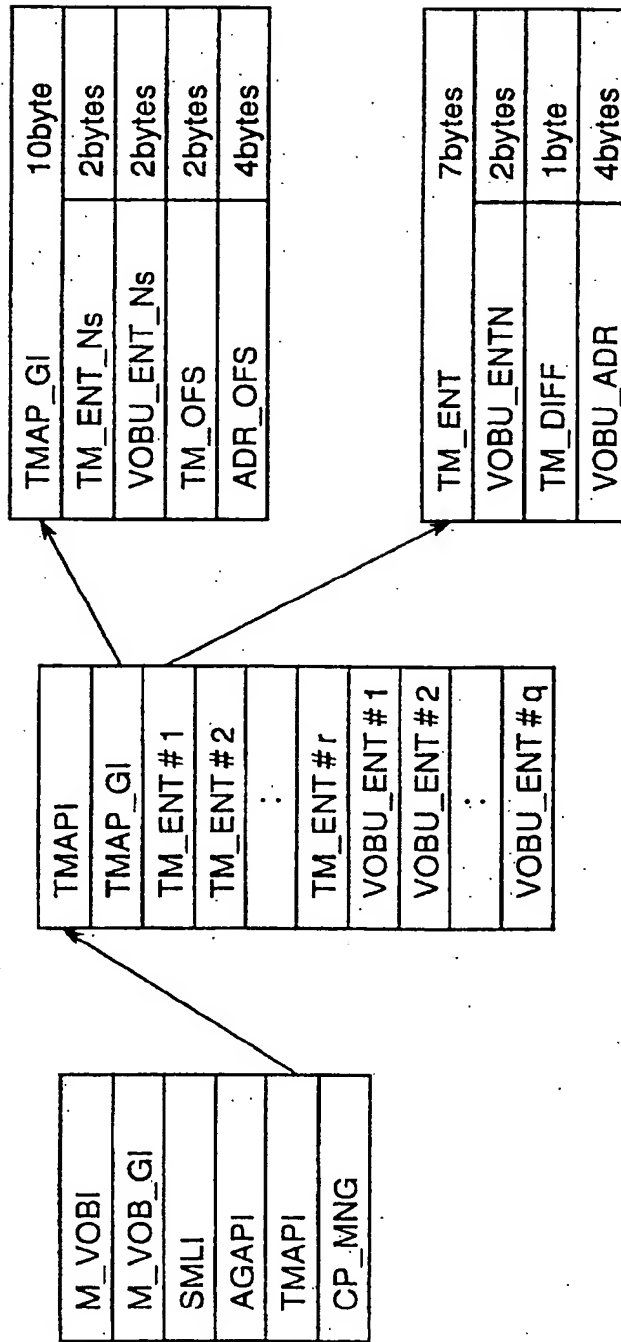 M_VOBI
M_VOB_GI
SMLI
AGAPI
TMAPI
CP_MNG
TMAPI
TMAP_GI
TM_ENT#1
TM_ENT#2
:
TM_ENT#r
VOBU_ENT#1
VOBU_ENT#2
:
VOBU_ENT#q
TMAP_GI 10byte
TM_ENT_Ns 2bytes
VOBU_ENT_Ns 2bytes
TM_OFS 2bytes
ADR_OFS 4bytes
TM_ENT 7bytes
VOBU_ENTN 2bytes
TM_DIFF 1byte
VOBU_ADR 4bytes